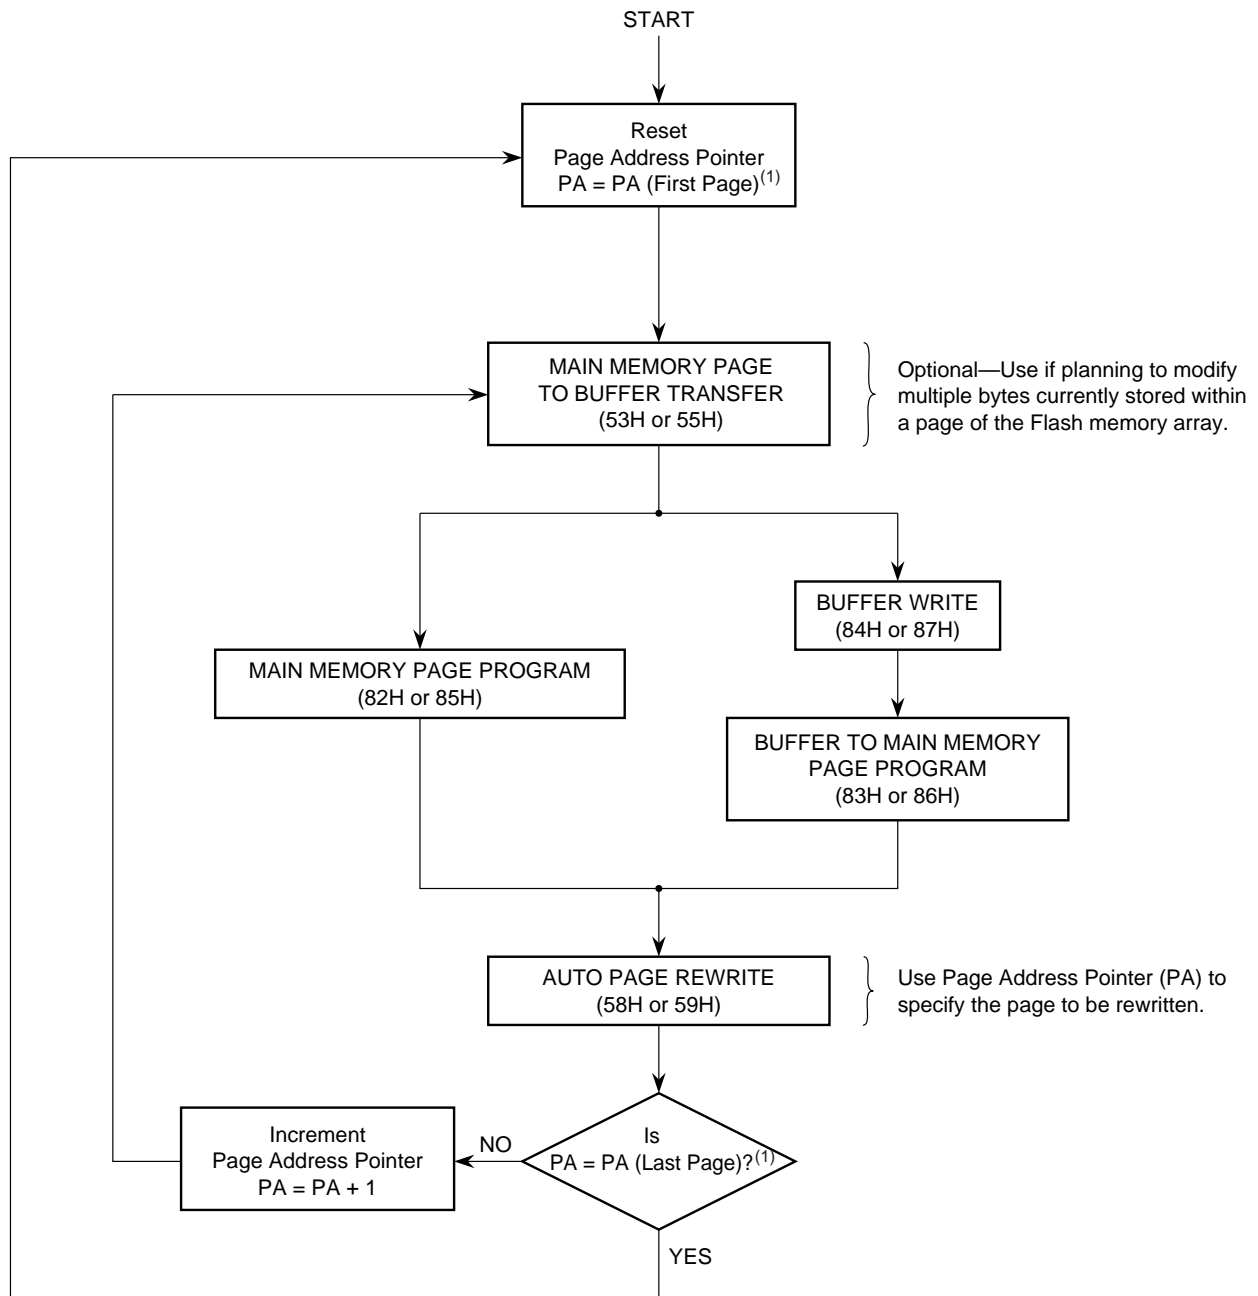 START
Reset
Page Address Pointer
PA = PA (First Page)(1)
MAIN MEMORY PAGE
TO BUFFER TRANSFER
(53H or 55H)
Optional—Use if planning to modify
multiple bytes currently stored within
a page of the Flash memory array.
BUFFER WRITE
(84H or 87H)
MAIN MEMORY PAGE PROGRAM
(82H or 85H)
BUFFER TO MAIN MEMORY
PAGE PROGRAM
(83H or 86H)
AUTO PAGE REWRITE
(58H or 59H)
Use Page Address Pointer (PA) to
specify the page to be rewritten.
Increment
Page Address Pointer
PA = PA + 1
NO
Is
PA = PA (Last Page)?(1)
YES